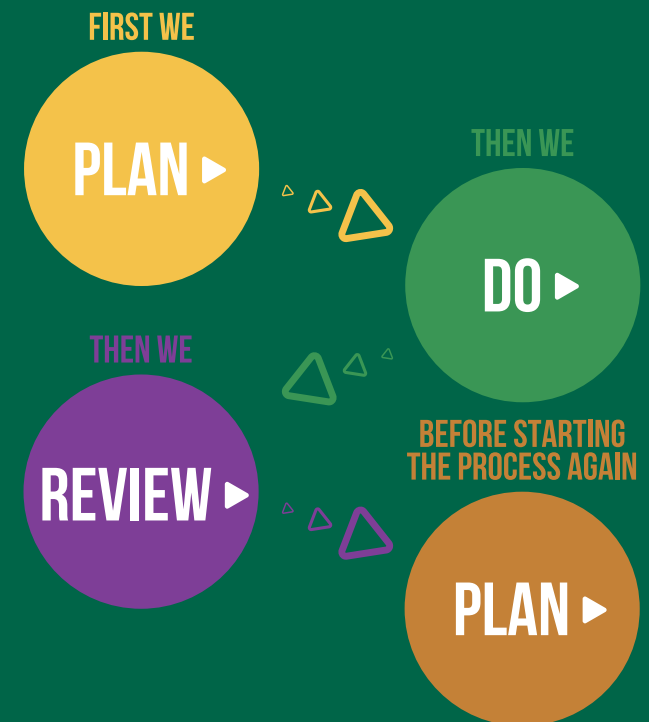 FIRST WE
PLAN
THEN WE
DO
THEN WE
REVIEW
BEFORE STARTING
THE PROCESS AGAIN
PLAN